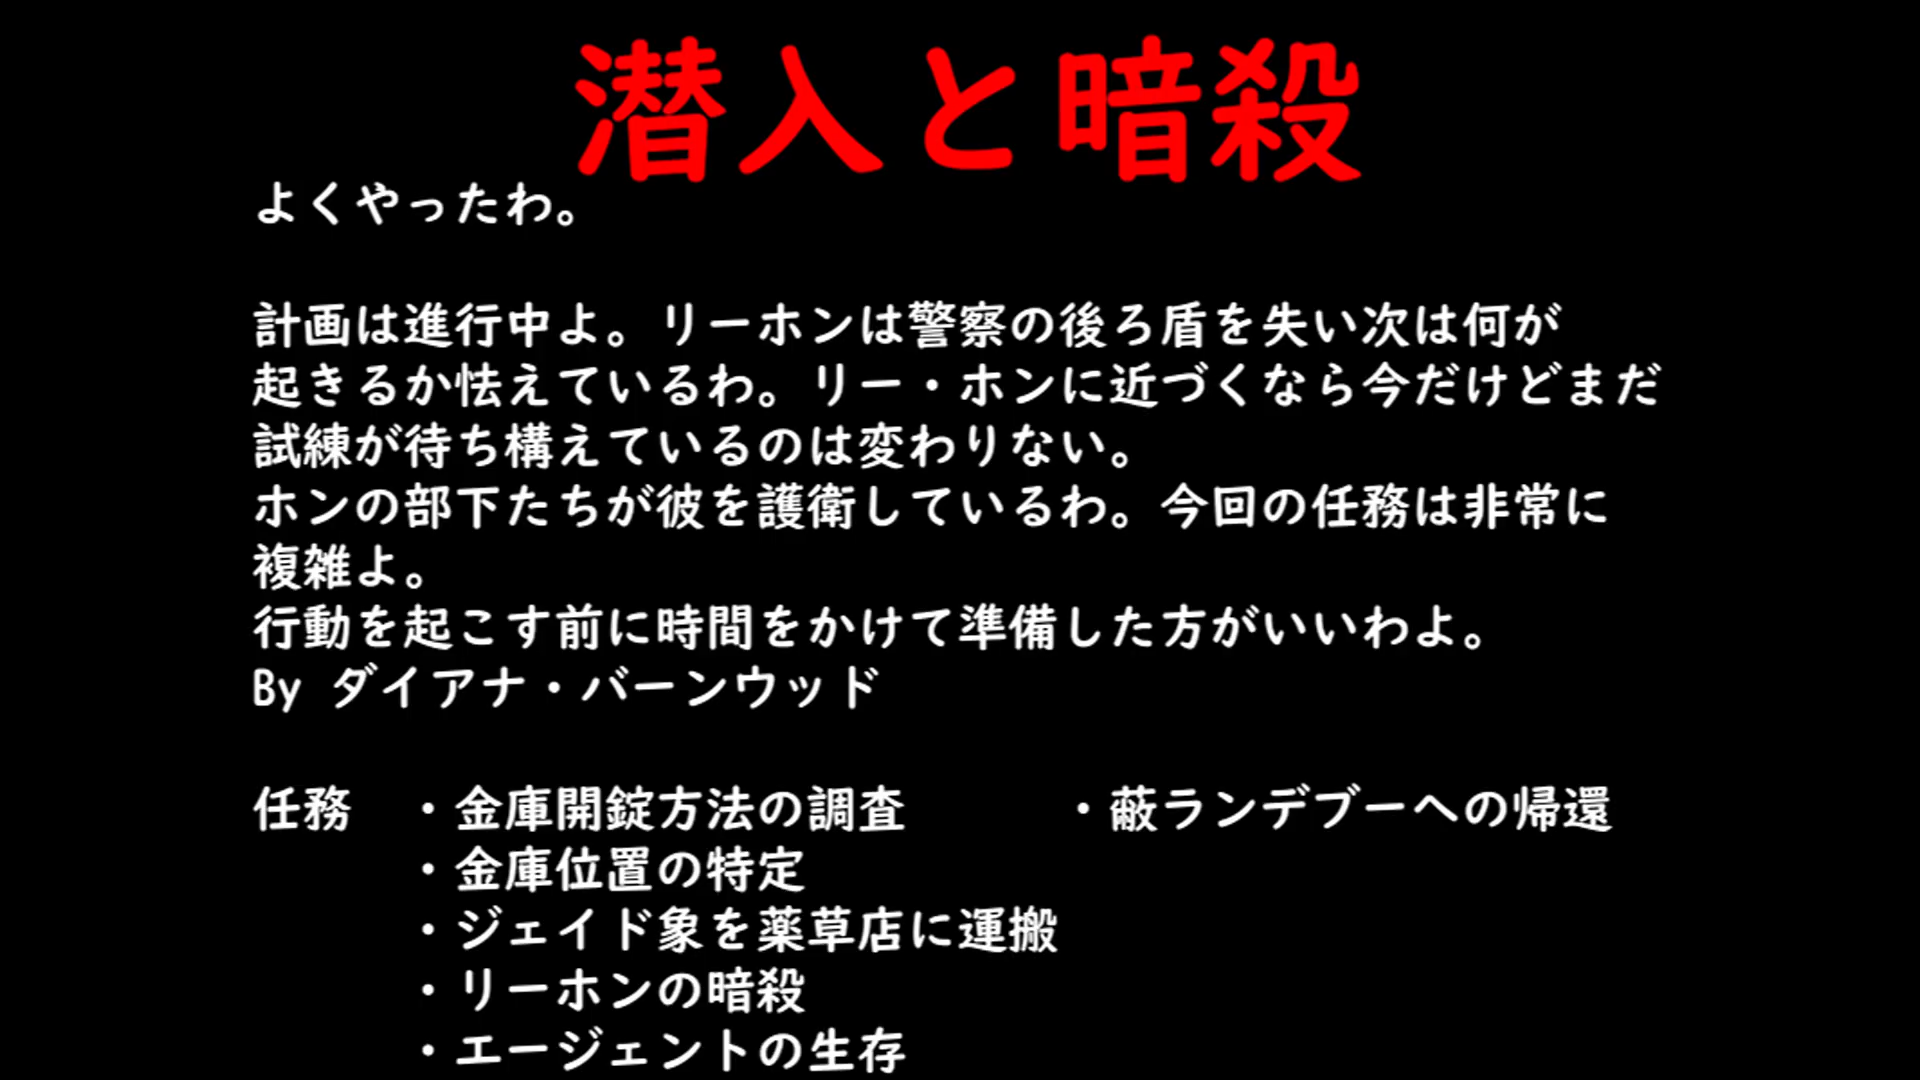 潜入と暗殺
よくやったわ。
計画は進行中よ。リーホンは警察の後ろ盾を失い次は何が
起きるか怯えているわ。リー・ホンに近づくなら今だけどまだ
試練が待ち構えているのは変わりない。
ホンの部下たちが彼を護衛しているわ。今回の任務は非常に
複雑よ。
行動を起こす前に時間をかけて準備した方がいいわよ。
By ダイアナ・バーンウッド
任務 ・金庫開錠方法の調査 ・蔽ランデブーへの帰還
・金庫位置の特定
・ジェイド象を薬草店に運搬
・リーホンの暗殺
・エージェントの生存